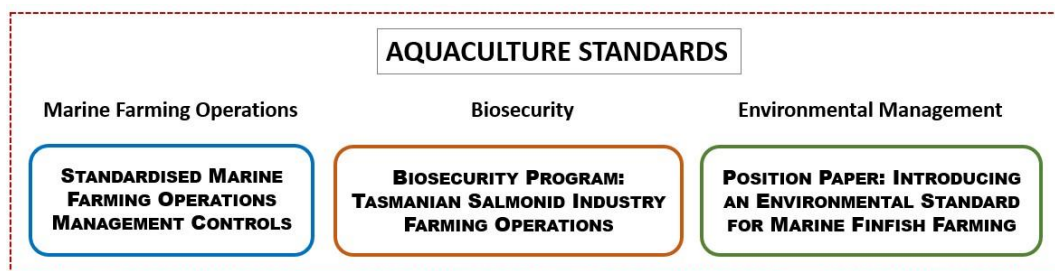 AQUACULTURE STANDARDS
Marine Farming Operations
Biosecurity
Environmental Management
STANDARDISED MARINE
FARMING OPERATIONS
MANAGEMENT CONTROLS
BIOSECURITY PROGRAM:
TASMANIAN SALMONID INDUSTRY
FARMING OPERATIONS
POSITION PAPER: INTRODUCING
AN ENVIRONMENTAL STANDARD
FOR MARINE FINFISH FARMING